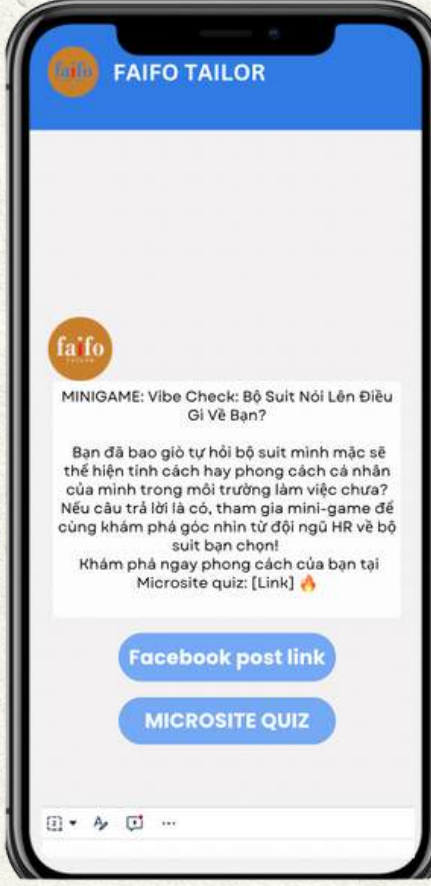 faifo
FAIFO TAILOR
faifo
TAILOR
MINIGAME: Vibe Check: Bộ Suit Nói Lên Điều
Gì Về Bạn?
Bạn đã bao giờ tự hỏi bộ suit mình mặc sẽ
thể hiện tính cách hay phong cách cá nhân
của mình trong môi trường làm việc chưa?
Nếu câu trả lời là có, tham gia mini-game để
cùng khám phá góc nhìn từ đội ngũ HR về bộ
suit bạn chọn!
Khám phá ngay phong cách của bạn tại
Microsite quiz: [Link] 🔥
Facebook post link
MICROSITE QUIZ